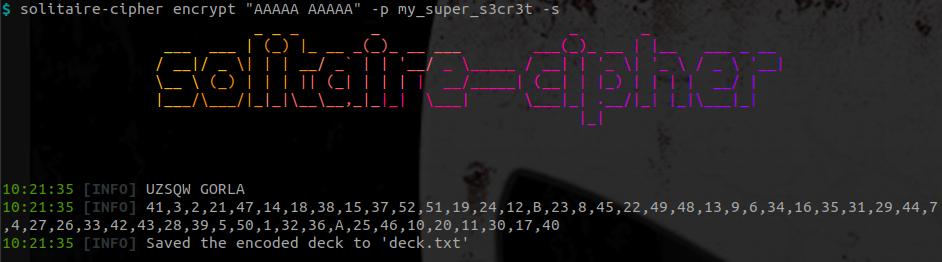 $ solitaire-cipher encrypt "AAAAA AAAAA" -p my_super_s3cr3t -s
solitaire-cipher
10:21:35 [INFO] UZSQW GORLA
10:21:35 [INFO] 41,3,2,21,47,14,18,38,15,37,52,51,19,24,12,B,23,8,45,22,49,48,13,9,6,34,16,35,31,29,44,7
,4,27,26,33,42,43,28,39,5,50,1,32,36,A,25,46,10,20,11,30,17,40
10:21:35 [INFO] Saved the encoded deck to 'deck.txt'